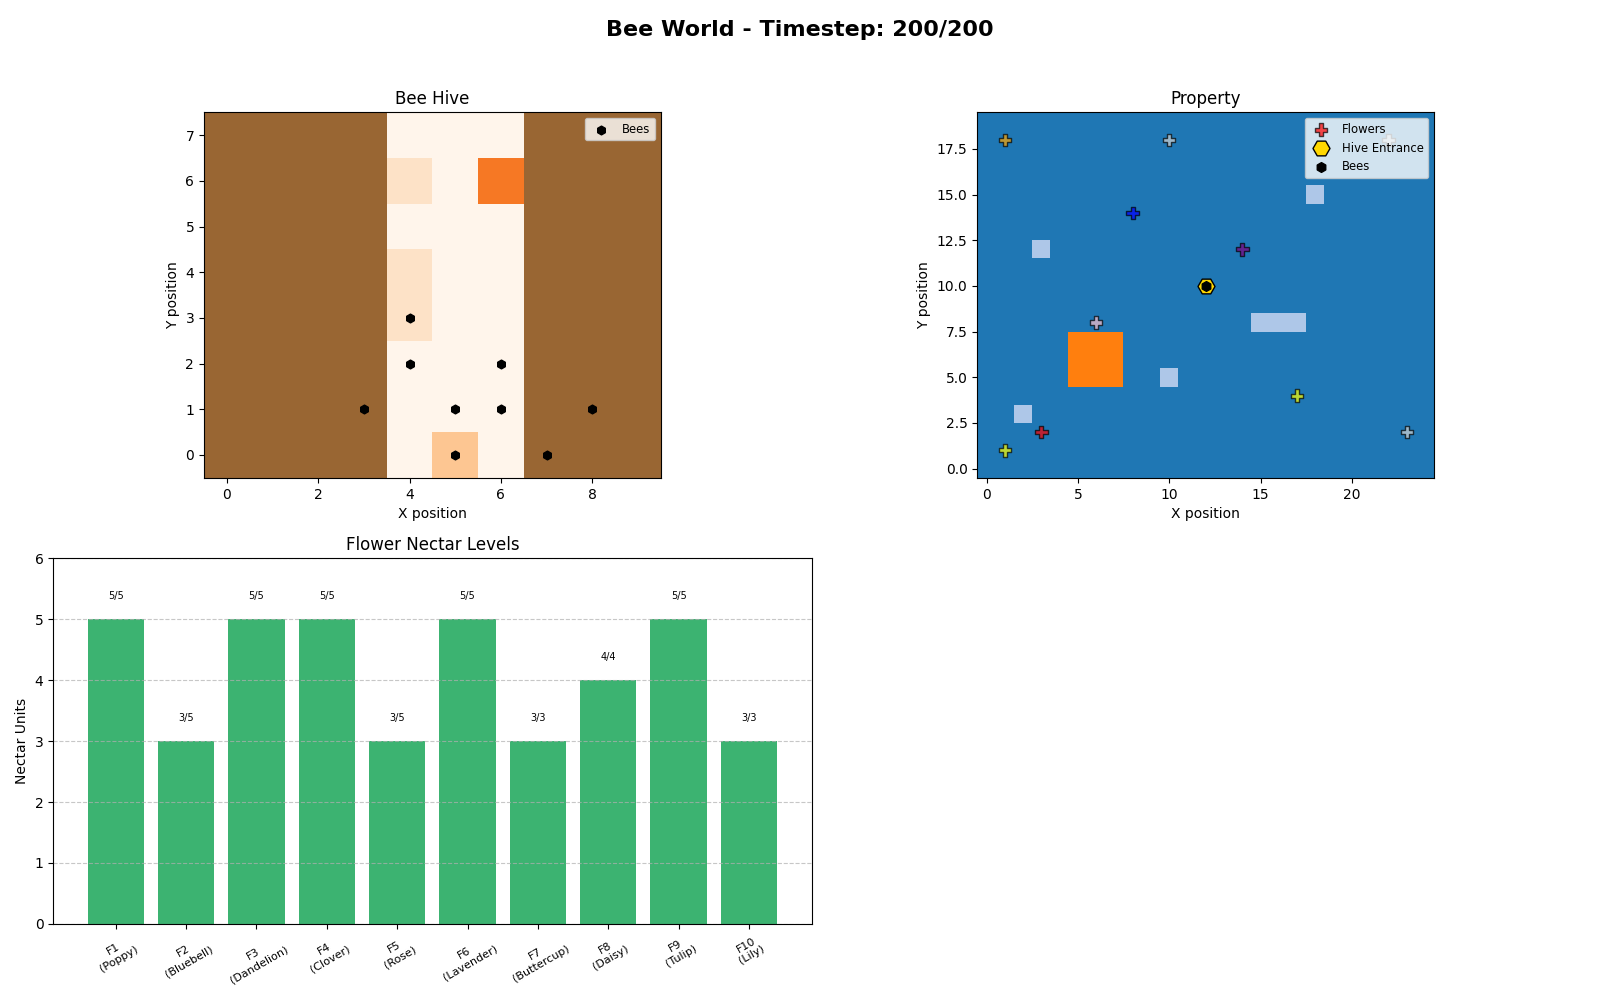 Bee World - Timestep: 200/200
Bee Hive
Bees
7
6
5
4
3
2
1
0
Y position
0 2 4 6 8
X position
Property
Flowers
Hive Entrance
Bees
17.5
15.0
12.5
10.0
7.5
5.0
2.5
0.0
Y position
0 5 10 15 20
X position
Flower Nectar Levels
6
5
4
3
2
1
0
Nectar Units
5/5 3/5 5/5 5/5 3/5 5/5 3/3 4/4 5/5 3/3
F1
(Poppy)
F2
(Bluebell)
F3
(Dandelion)
F4
(Clover)
F5
(Rose)
F6
(Lavender)
F7
(Buttercup)
F8
(Daisy)
F9
(Tulip)
F10
(Lily)